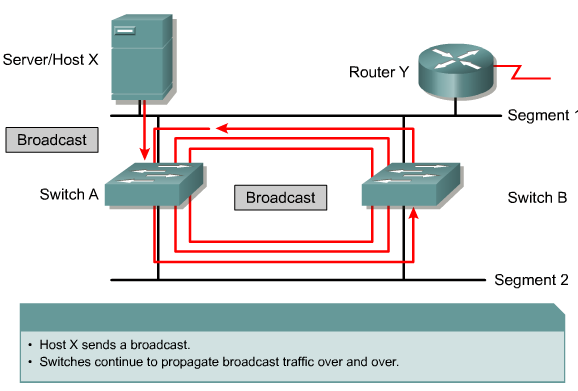 Server/Host X
Router Y
Segment 1
Broadcast
Switch A
Broadcast
Switch B
Segment 2
• Host X sends a broadcast.
• Switches continue to propagate broadcast traffic over and over.